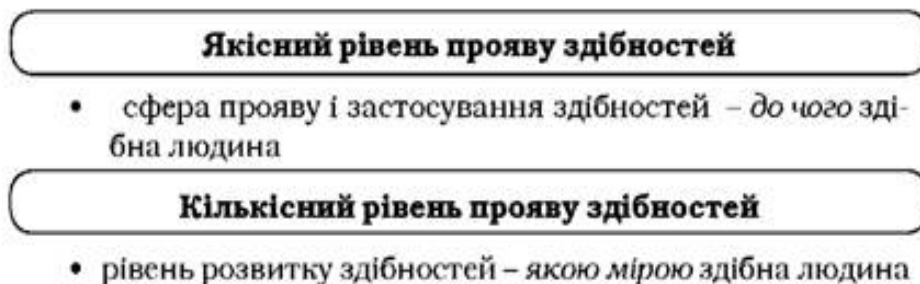 Якісний рівень прояву здібностей
• сфера прояву і застосування здібностей – до чого зді-
бна людина
Кількісний рівень прояву здібностей
• рівень розвитку здібностей – якою мірою здібна людина